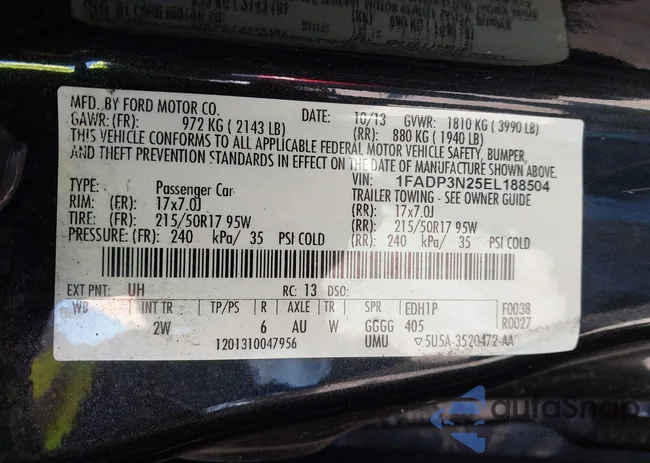 MFD. BY FORD MOTOR CO. DATE: 10/13 GVWR: 1810 KG ( 3990 LB)
GAWR: (FR): 972 KG ( 2143 LB) (RR): 880 KG ( 1940 LB)
THIS VEHICLE CONFORMS TO ALL APPLICABLE FEDERAL MOTOR VEHICLE SAFETY, BUMPER,
AND THEFT PREVENTION STANDARDS IN EFFECT ON THE DATE OF MANUFACTURE SHOWN ABOVE.
VIN: 1FADP3N25EL188504
TYPE: Passenger Car TRAILER TOWING - SEE OWNER GUIDE
RIM: (FR): 17x7.0J (RR): 17x7.0J
TIRE: (FR): 215/50R17 95W (RR): 215/50R17 95W
PRESSURE: (FR): 240 kPa/ 35 PSI COLD (RR): 240 kPa/ 35 PSI COLD
EXT PNT: UH RC: 13 DSO:
WB INT TR TP/PS R AXLE TR SPR EDH1P F0038
2W 6 AU W GGGG 405 R0027
1201310047956 UMU ▽5U5A-3520472-AA
autoSnap